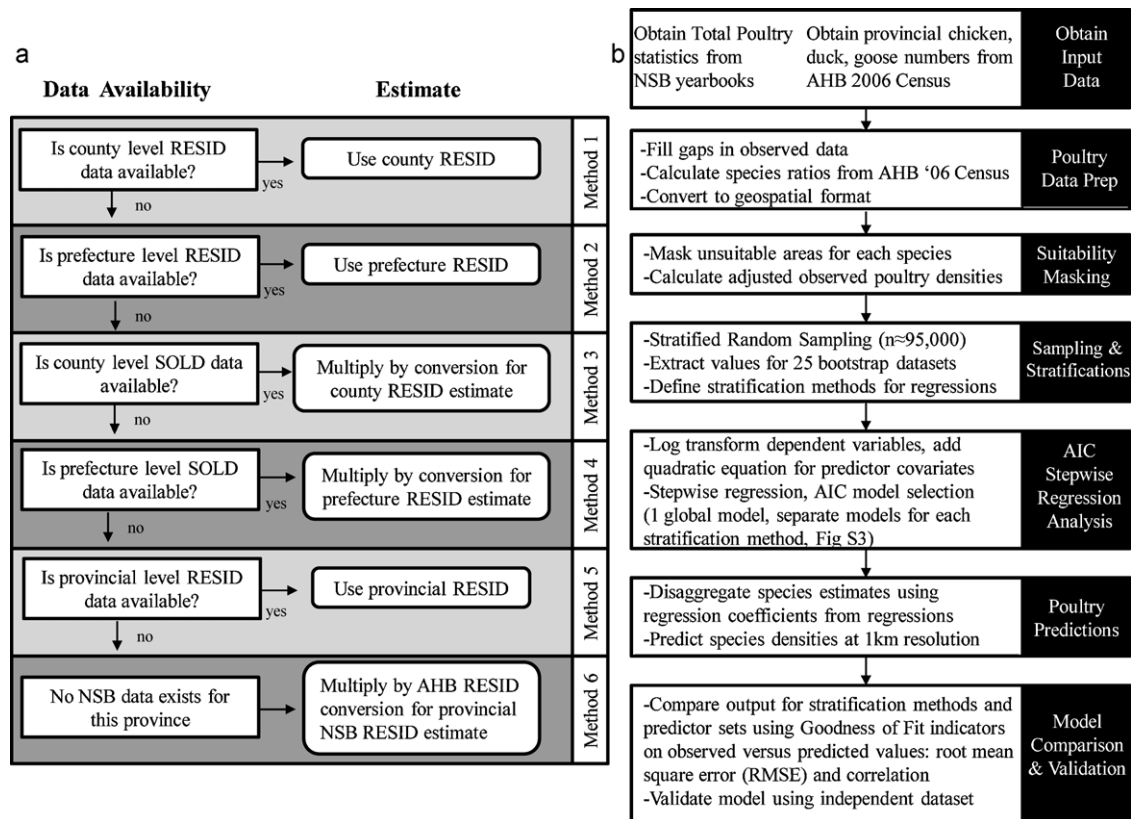 a
Data Availability
Estimate
Is county level RESID
data available?
yes
no
Use county RESID
Method 1
Is prefecture level RESID
data available?
yes
no
Use prefecture RESID
Method 2
Is county level SOLD data
available?
yes
no
Multiply by conversion for
county RESID estimate
Method 3
Is prefecture level SOLD
data available?
yes
no
Multiply by conversion for
prefecture RESID estimate
Method 4
Is provincial level RESID
data available?
yes
no
Use provincial RESID
Method 5
No NSB data exists for
this province
Multiply by AHB RESID
conversion for provincial
NSB RESID estimate
Method 6
b
Obtain Total Poultry
statistics from
NSB yearbooks
Obtain provincial chicken,
duck, goose numbers from
AHB 2006 Census
Obtain
Input
Data
-Fill gaps in observed data
-Calculate species ratios from AHB ‘06 Census
-Convert to geospatial format
Poultry
Data Prep
-Mask unsuitable areas for each species
-Calculate adjusted observed poultry densities
Suitability
Masking
-Stratified Random Sampling (n≈95,000)
-Extract values for 25 bootstrap datasets
-Define stratification methods for regressions
Sampling &
Stratifications
-Log transform dependent variables, add
quadratic equation for predictor covariates
-Stepwise regression, AIC model selection
(1 global model, separate models for each
stratification method, Fig S3)
AIC
Stepwise
Regression
Analysis
-Disaggregate species estimates using
regression coefficients from regressions
-Predict species densities at 1km resolution
Poultry
Predictions
-Compare output for stratification methods and
predictor sets using Goodness of Fit indicators
on observed versus predicted values: root mean
square error (RMSE) and correlation
-Validate model using independent dataset
Model
Comparison
& Validation